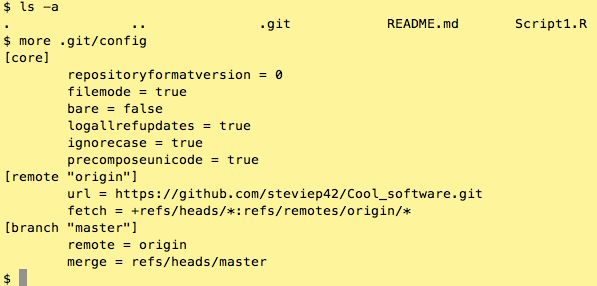 $ ls -a
. .. .git README.md Script1.R
$ more .git/config
[core]
repositoryformatversion = 0
filemode = true
bare = false
logallrefupdates = true
ignorecase = true
precomposeunicode = true
[remote "origin"]
url = https://github.com/steviep42/Cool_software.git
fetch = +refs/heads/*:refs/remotes/origin/*
[branch "master"]
remote = origin
merge = refs/heads/master
$